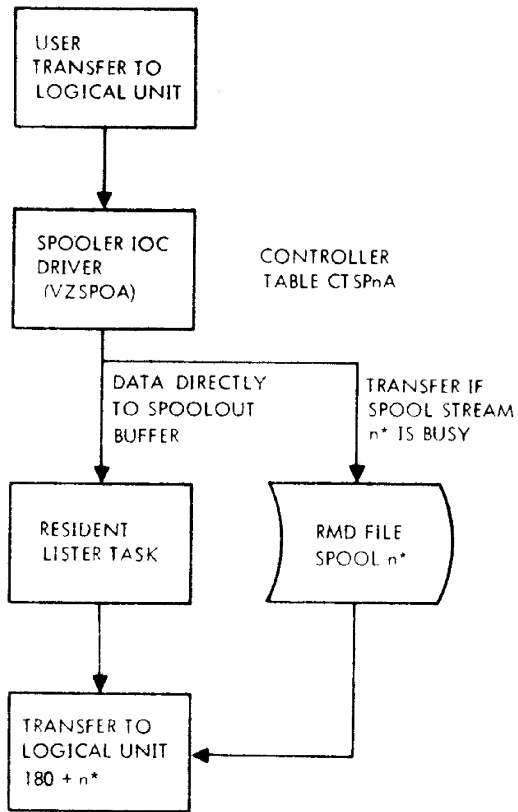 USER
TRANSFER TO
LOGICAL UNIT
SPOOLER IOC
DRIVER
(VZSPOA)
CONTROLLER
TABLE CTSPnA
DATA DIRECTLY
TO SPOOLOUT
BUFFER
TRANSFER IF
SPOOL STREAM
n* IS BUSY
RESIDENT
LISTER TASK
RMD FILE
SPOOL n*
TRANSFER TO
LOGICAL UNIT
180 + n*